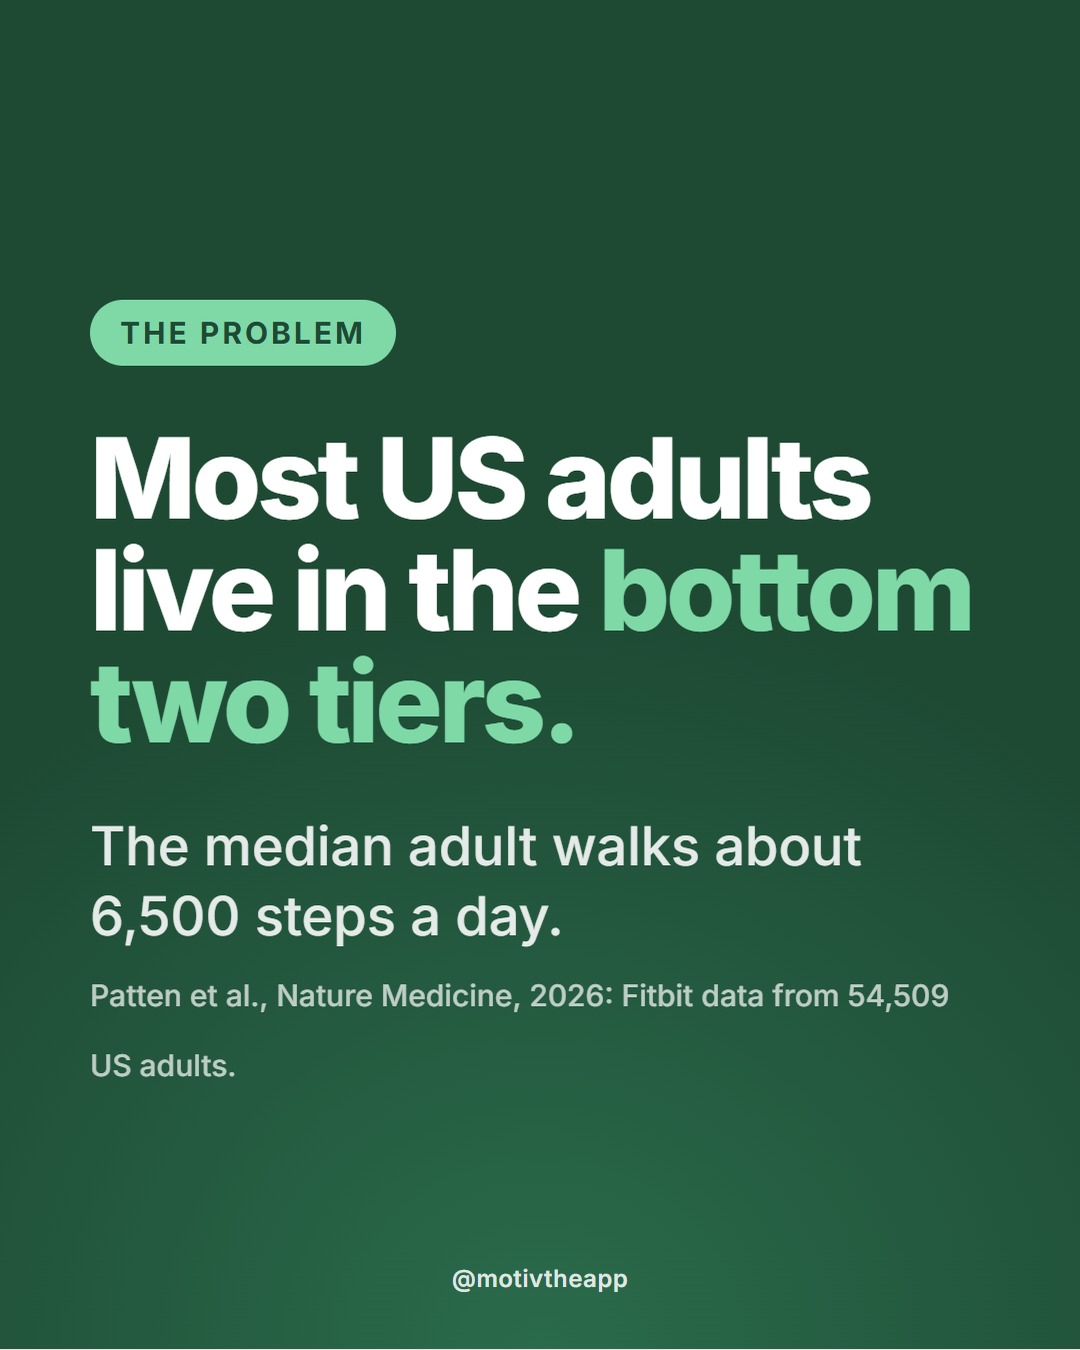 THE PROBLEM
Most US adults
live in the bottom
two tiers.
The median adult walks about
6,500 steps a day.
Patten et al., Nature Medicine, 2026: Fitbit data from 54,509
US adults.
@motivtheapp